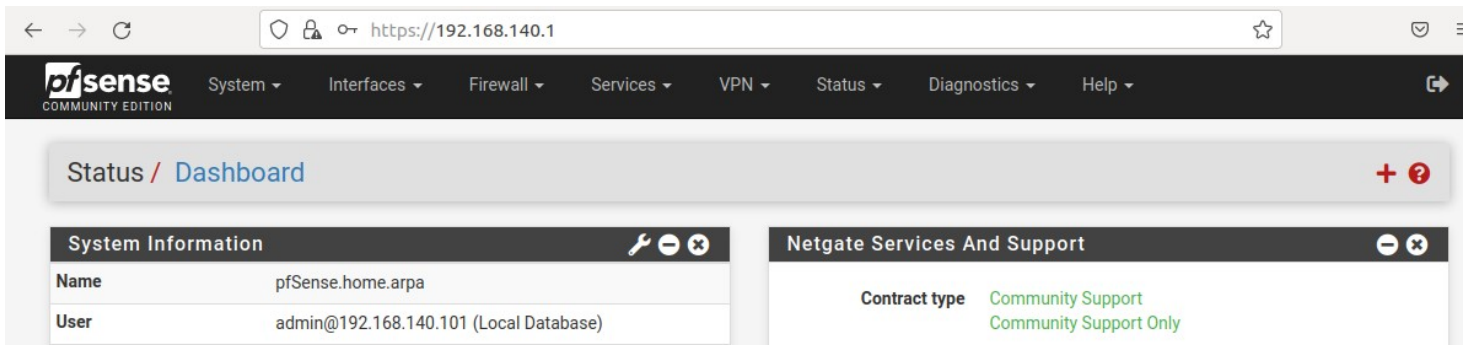 https://192.168.140.1
pfsense
COMMUNITY EDITION
System Interfaces Firewall Services VPN Status Diagnostics Help
Status / Dashboard
System Information
Name pfSense.home.arpa
User admin@192.168.140.101 (Local Database)
Netgate Services And Support
Contract type Community Support
Community Support Only